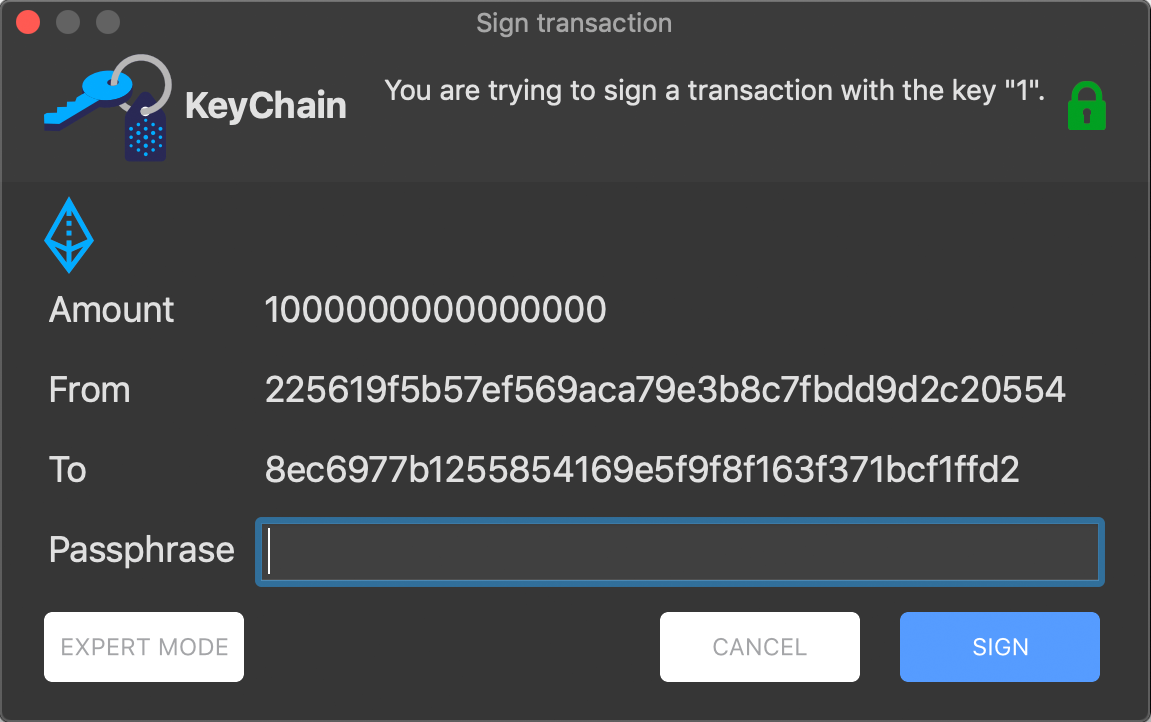 Sign transaction
KeyChain
You are trying to sign a transaction with the key "1".
Amount 1000000000000000
From 225619f5b57ef569aca79e3b8c7fbdd9d2c20554
To 8ec6977b1255854169e5f9f8f163f371bcf1ffd2
Passphrase
EXPERT MODE CANCEL SIGN